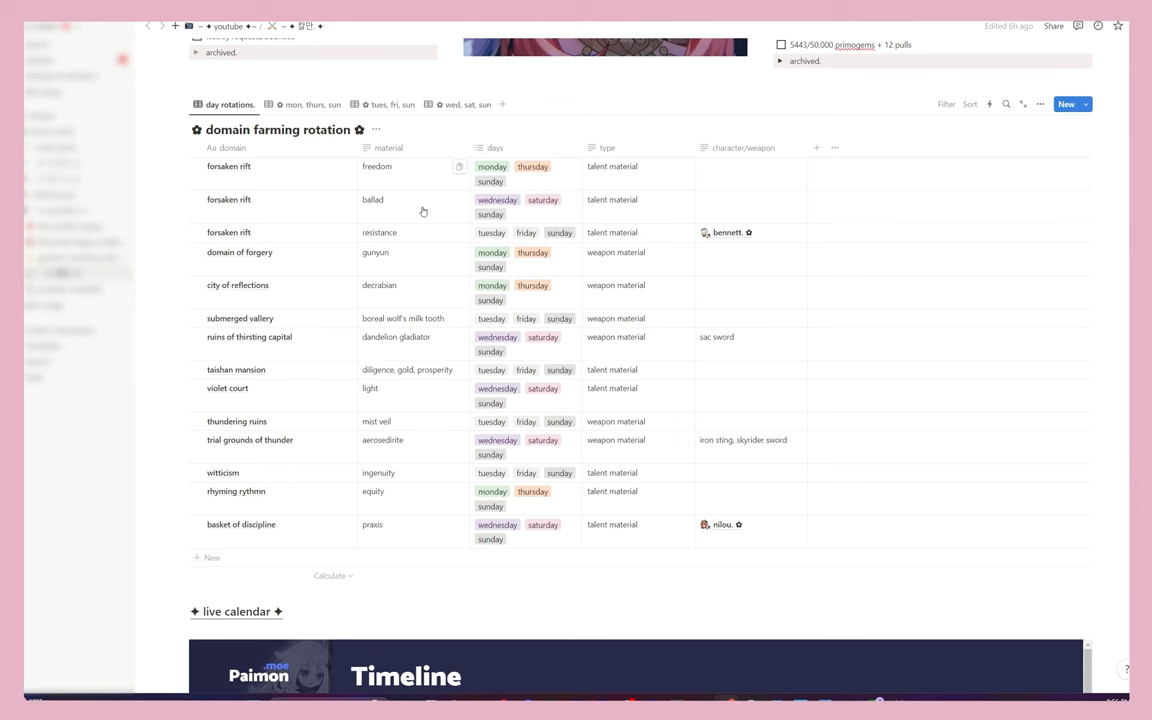 ~ ✦ youtube ✦~ / ~ ✦ 칼만. ✦
Edited 6h ago
Share
archived.
5443/50,000 primogems + 12 pulls
archived.
day rotations.
✿ mon, thurs, sun
✿ tues, fri, sun
✿ wed, sat, sun
Filter
Sort
New
✿ domain farming rotation ✿
Aa domain material days type character/weapon
forsaken rift freedom monday thursday talent material
sunday
forsaken rift ballad wednesday saturday talent material
sunday
forsaken rift resistance tuesday friday sunday talent material bennett. ✿
domain of forgery gunyun monday thursday weapon material
sunday
city of reflections decrabian monday thursday weapon material
sunday
submerged vallery boreal wolf's milk tooth tuesday friday sunday weapon material
ruins of thirsting capital dandelion gladiator wednesday saturday weapon material sac sword
sunday
taishan mansion diligence, gold, prosperity tuesday friday sunday talent material
violet court light wednesday saturday talent material
sunday
thundering ruins mist veil tuesday friday sunday weapon material
trial grounds of thunder aerosedirite wednesday saturday weapon material iron sting, skyrider sword
sunday
witticism ingenuity tuesday friday sunday talent material
rhyming rythmn equity monday thursday talent material
sunday
basket of discipline praxis wednesday saturday talent material nilou. ✿
sunday
+ New
Calculate
✦ live calendar ✦
Paimon.moe
Timeline
?